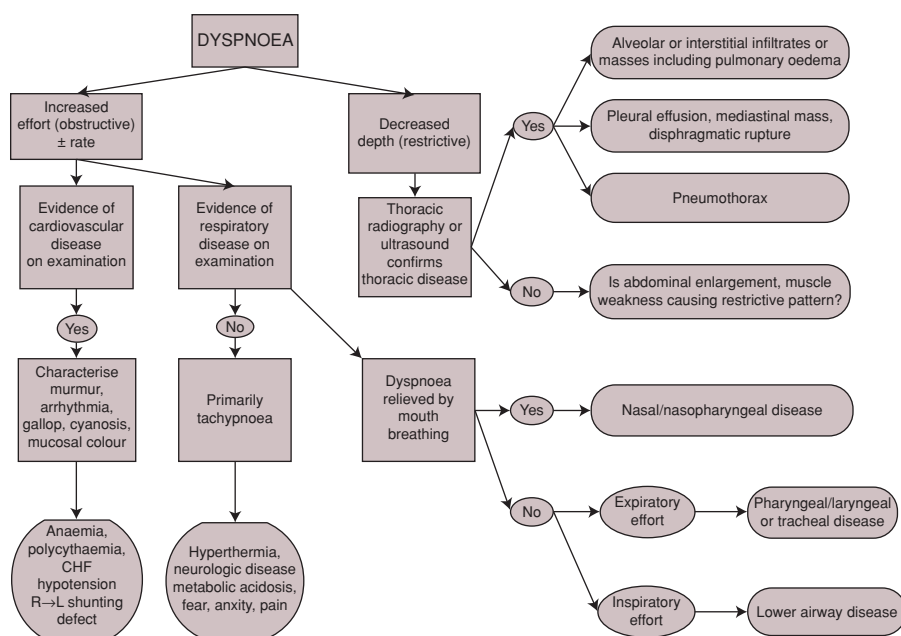 DYSPNOEA
Increased
effort (obstructive)
± rate
Decreased
depth (restrictive)
Yes
Alveolar or interstitial infiltrates or
masses including pulmonary oedema
Pleural effusion, mediastinal mass,
disphragmatic rupture
Pneumothorax
Evidence of
cardiovascular
disease
on examination
Evidence of
respiratory
disease on
examination
Thoracic
radiography or
ultrasound
confirms
thoracic disease
No
Is abdominal enlargement, muscle
weakness causing restrictive pattern?
Yes
No
Characterise
murmur,
arrhythmia,
gallop, cyanosis,
mucosal colour
Primarily
tachypnoea
Dyspnoea
relieved by
mouth
breathing
Yes
Nasal/nasopharyngeal disease
No
Expiratory
effort
Pharyngeal/laryngeal
or tracheal disease
Inspiratory
effort
Lower airway disease
Anaemia,
polycythaemia,
CHF
hypotension
R→L shunting
defect
Hyperthermia,
neurologic disease
metabolic acidosis,
fear, anxity, pain